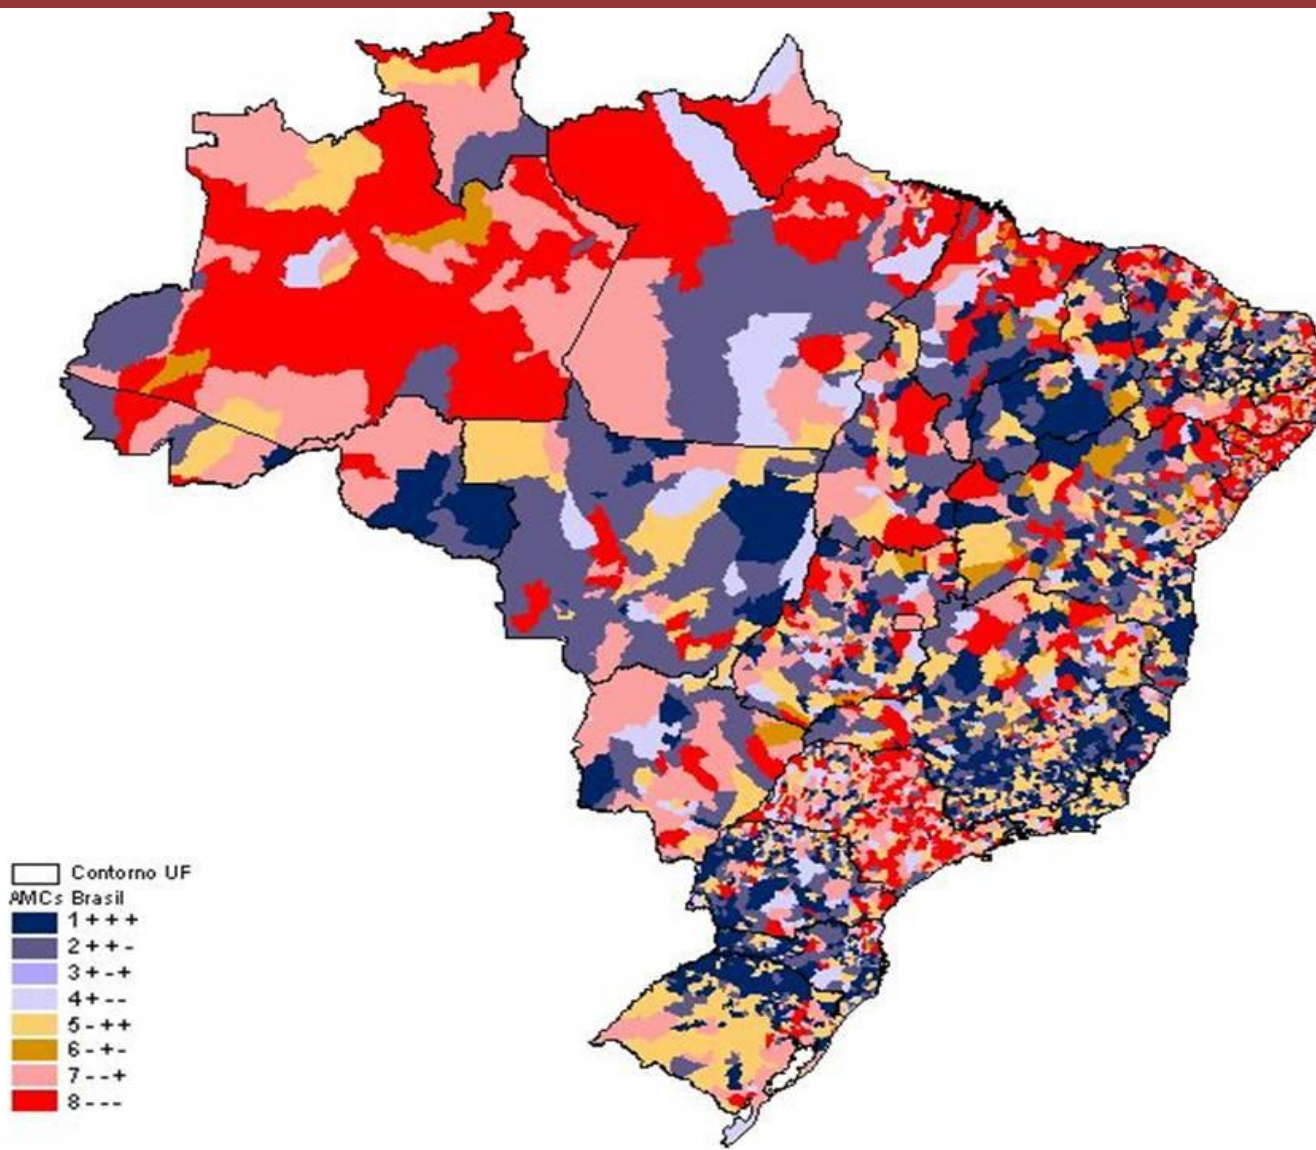 Contorno UF
AMCs Brasil
1 + + +
2 + + -
3 + - +
4 + - -
5 - + +
6 - + -
7 - - +
8 - - -